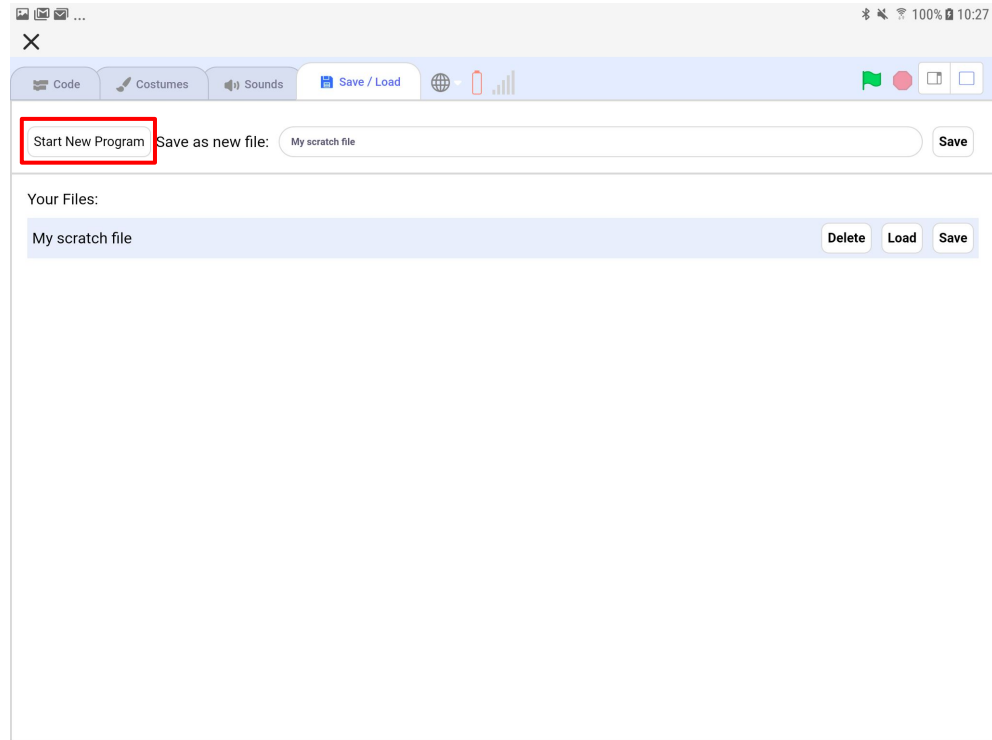 ... 100% 10:27
Code Costumes Sounds Save / Load
Start New Program Save as new file: My scratch file Save
Your Files:
My scratch file Delete Load Save